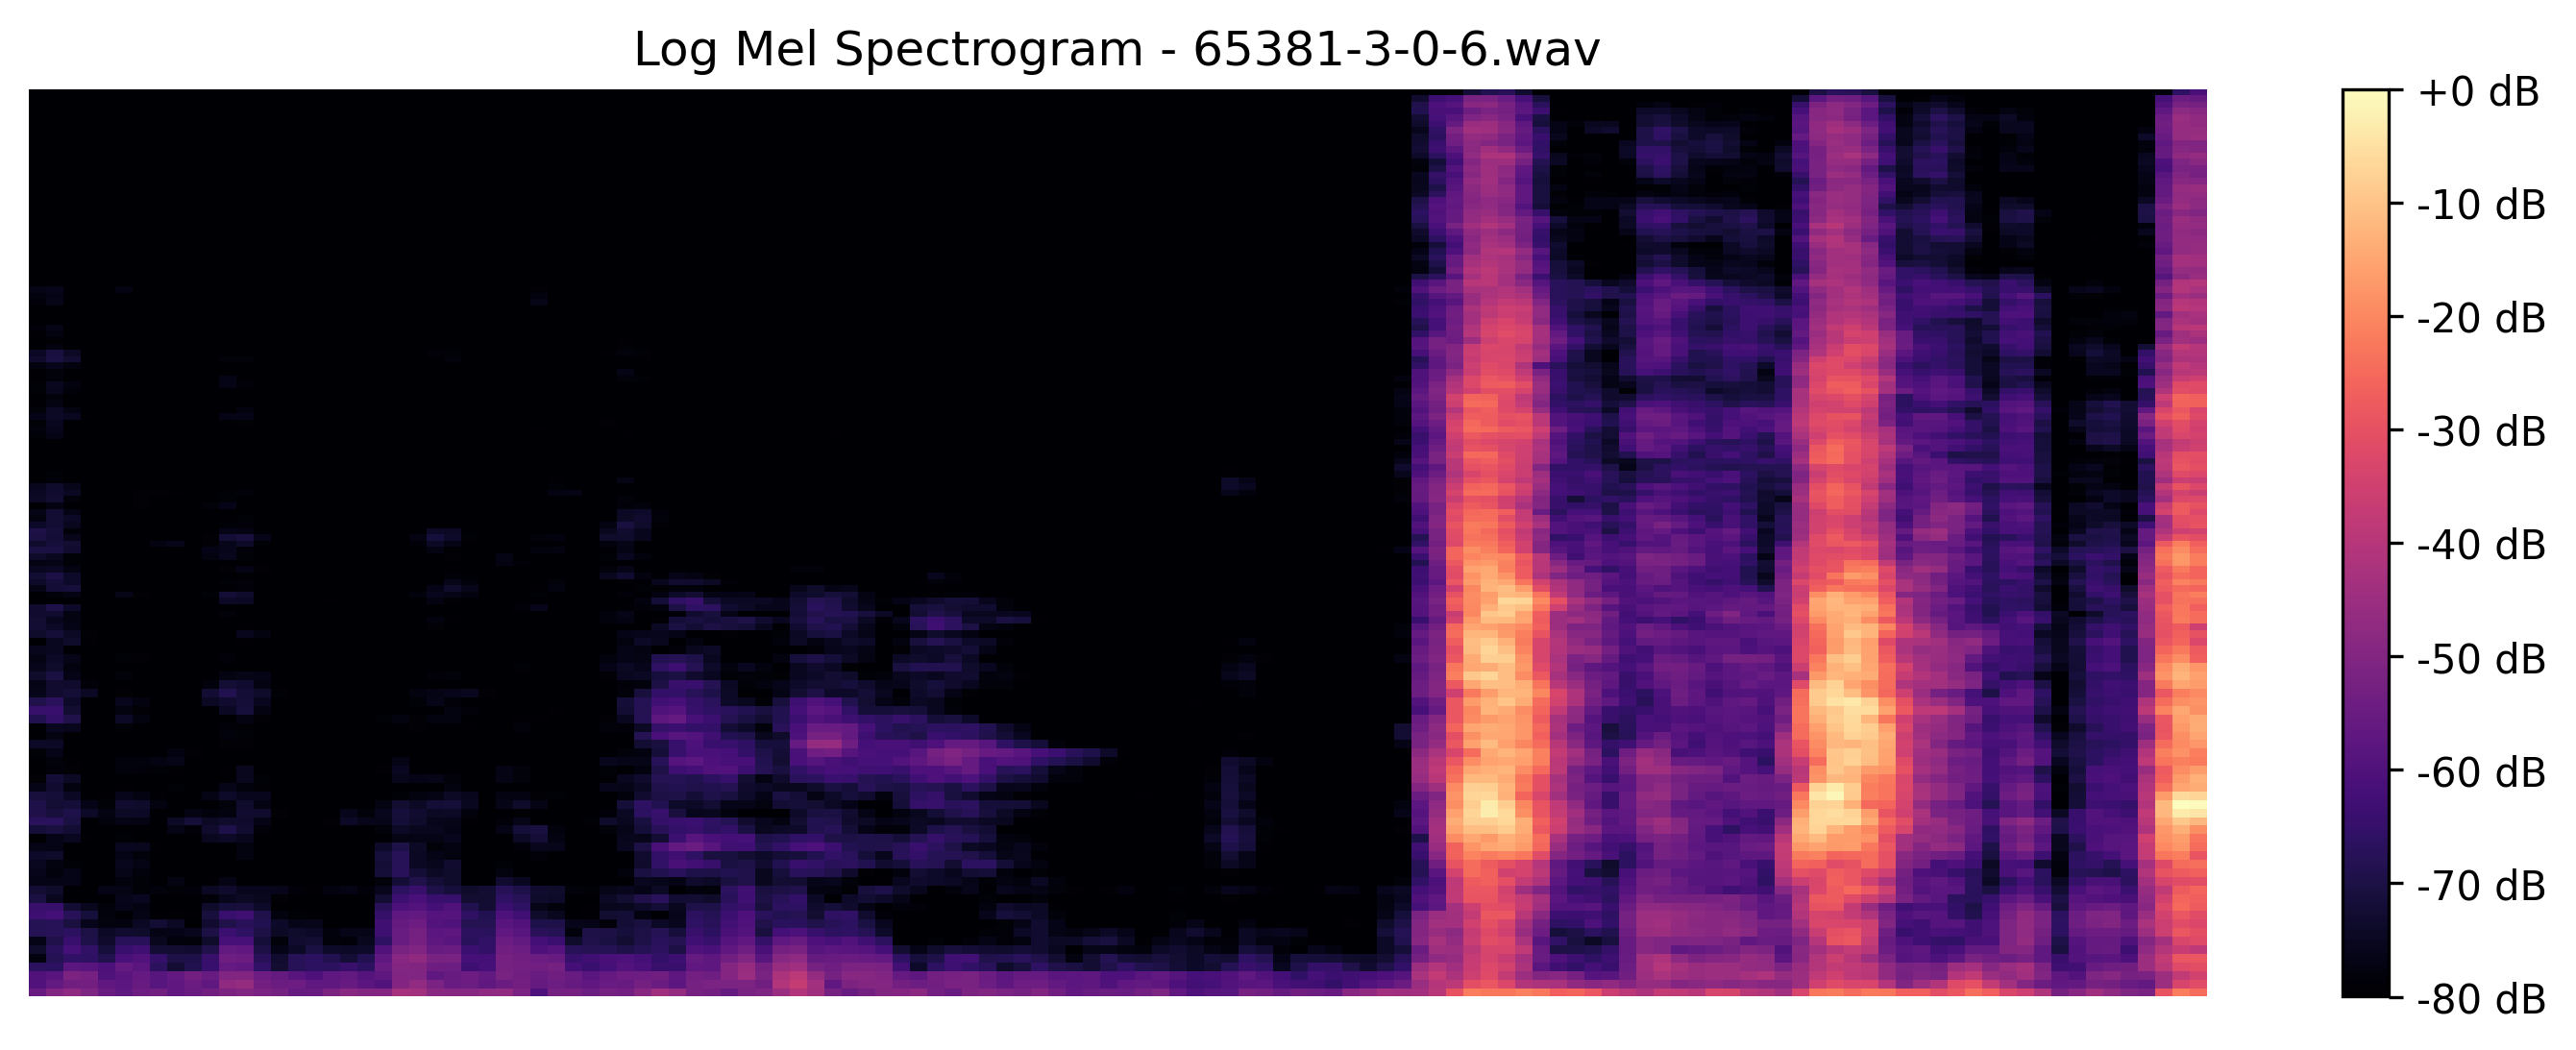 Log Mel Spectrogram - 65381-3-0-6.wav
+0 dB
-10 dB
-20 dB
-30 dB
-40 dB
-50 dB
-60 dB
-70 dB
-80 dB